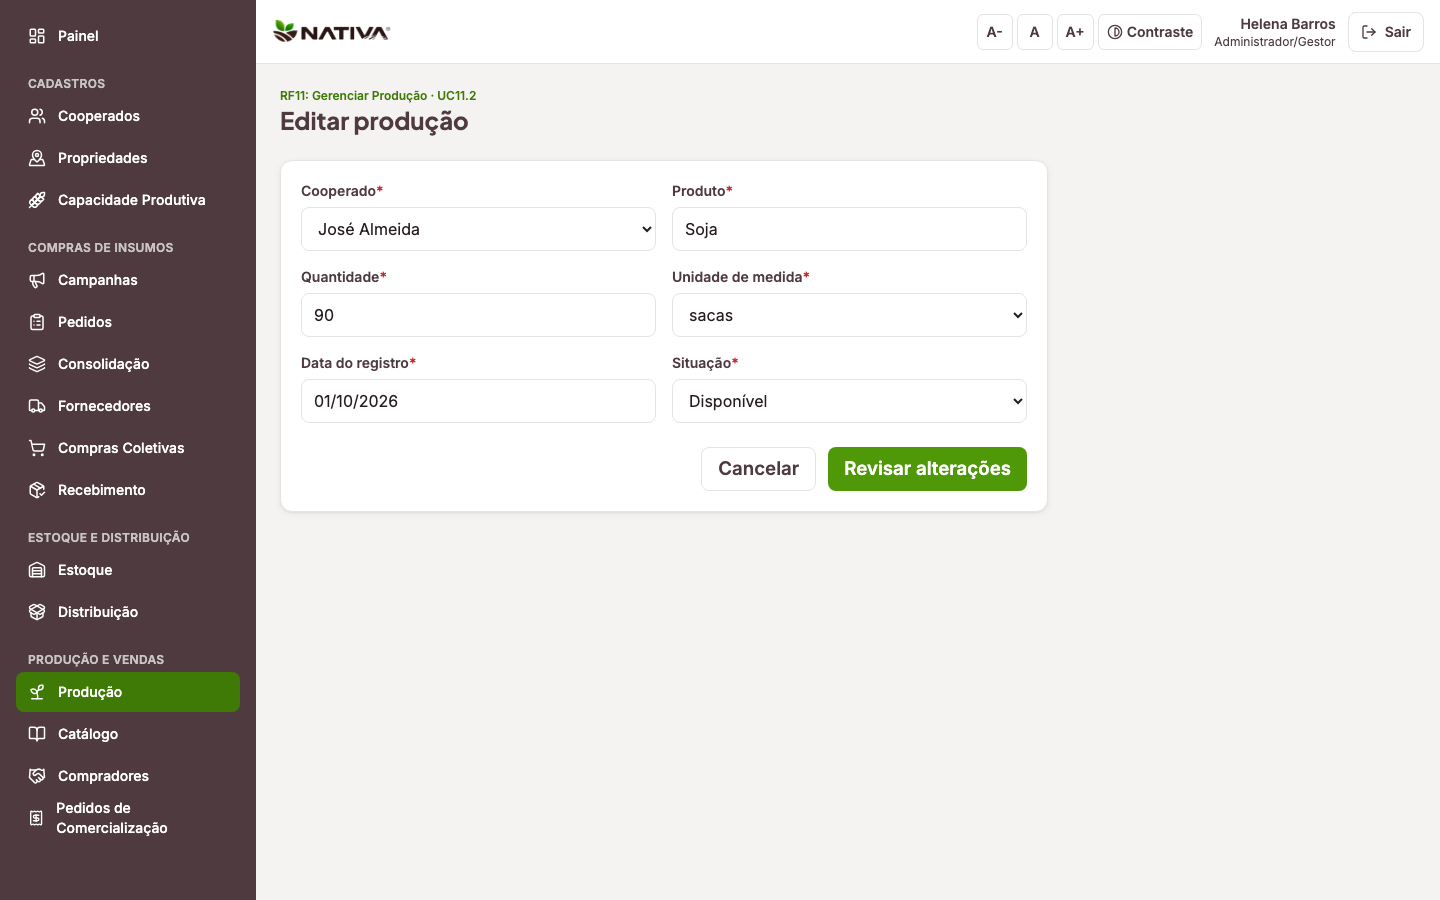 Painel
CADASTROS
Cooperados
Propriedades
Capacidade Produtiva
COMPRAS DE INSUMOS
Campanhas
Pedidos
Consolidação
Fornecedores
Compras Coletivas
Recebimento
ESTOQUE E DISTRIBUIÇÃO
Estoque
Distribuição
PRODUÇÃO E VENDAS
Produção
Catálogo
Compradores
Pedidos de
Comercialização
NATIVA
A-
A
A+
Contraste
Helena Barros
Administrador/Gestor
Sair
RF11: Gerenciar Produção · UC11.2
Editar produção
Cooperado*
José Almeida
Produto*
Soja
Quantidade*
90
Unidade de medida*
sacas
Data do registro*
01/10/2026
Situação*
Disponível
Cancelar
Revisar alterações